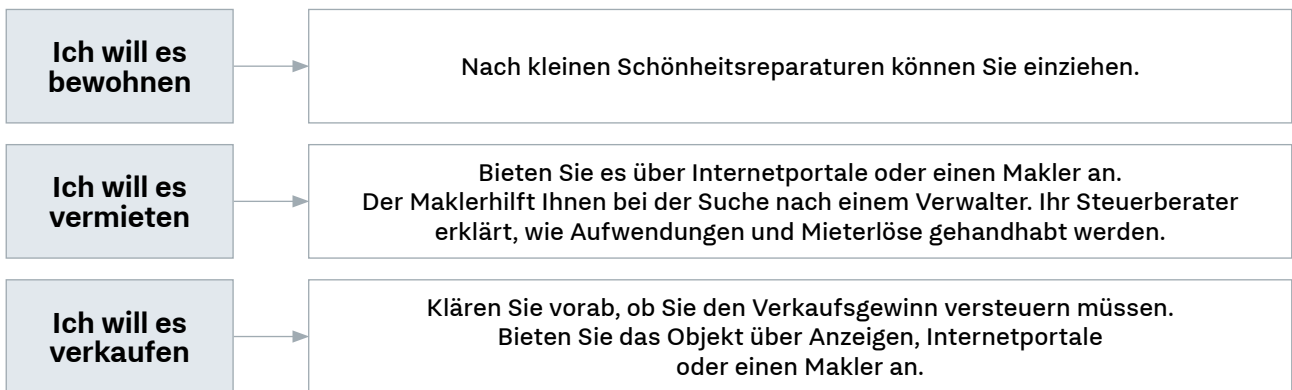 Ich will es
bewohnen
Nach kleinen Schönheitsreparaturen können Sie einziehen.
Ich will es
vermieten
Bieten Sie es über Internetportale oder einen Makler an.
Der Maklerhilft Ihnen bei der Suche nach einem Verwalter. Ihr Steuerberater
erklärt, wie Aufwendungen und Mieterlöse gehandhabt werden.
Ich will es
verkaufen
Klären Sie vorab, ob Sie den Verkaufsgewinn versteuern müssen.
Bieten Sie das Objekt über Anzeigen, Internetportale
oder einen Makler an.